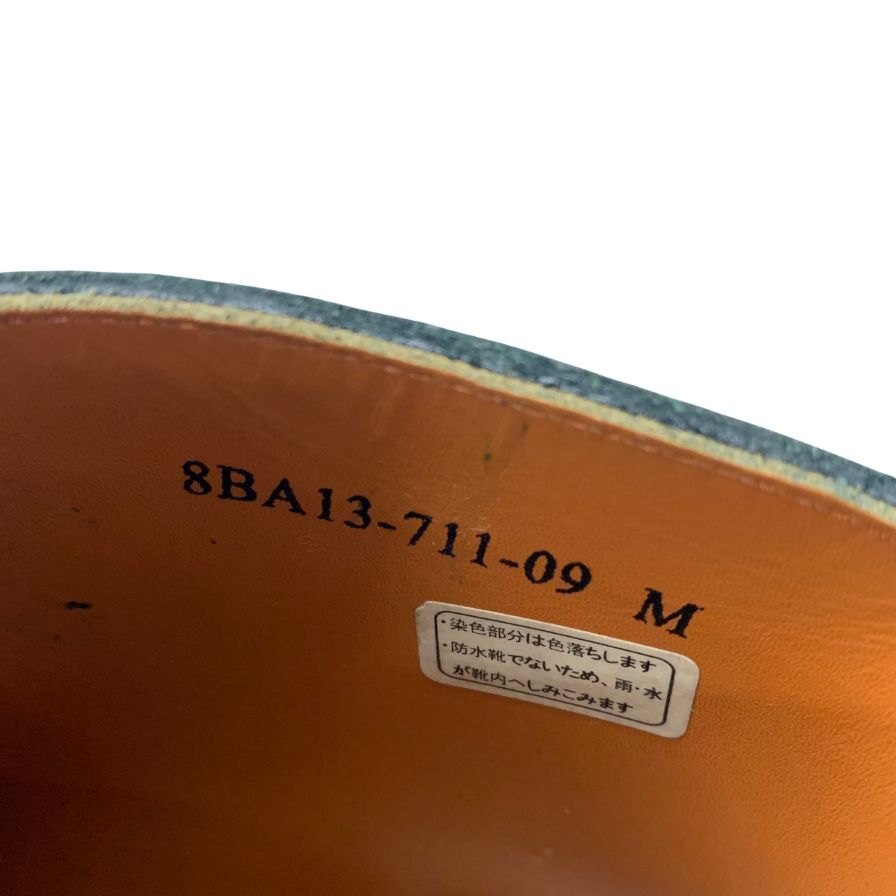 8BA13-711-09 M
・染色部分は色落ちします
・防水靴でないため、雨・水
が靴内へしみこみます